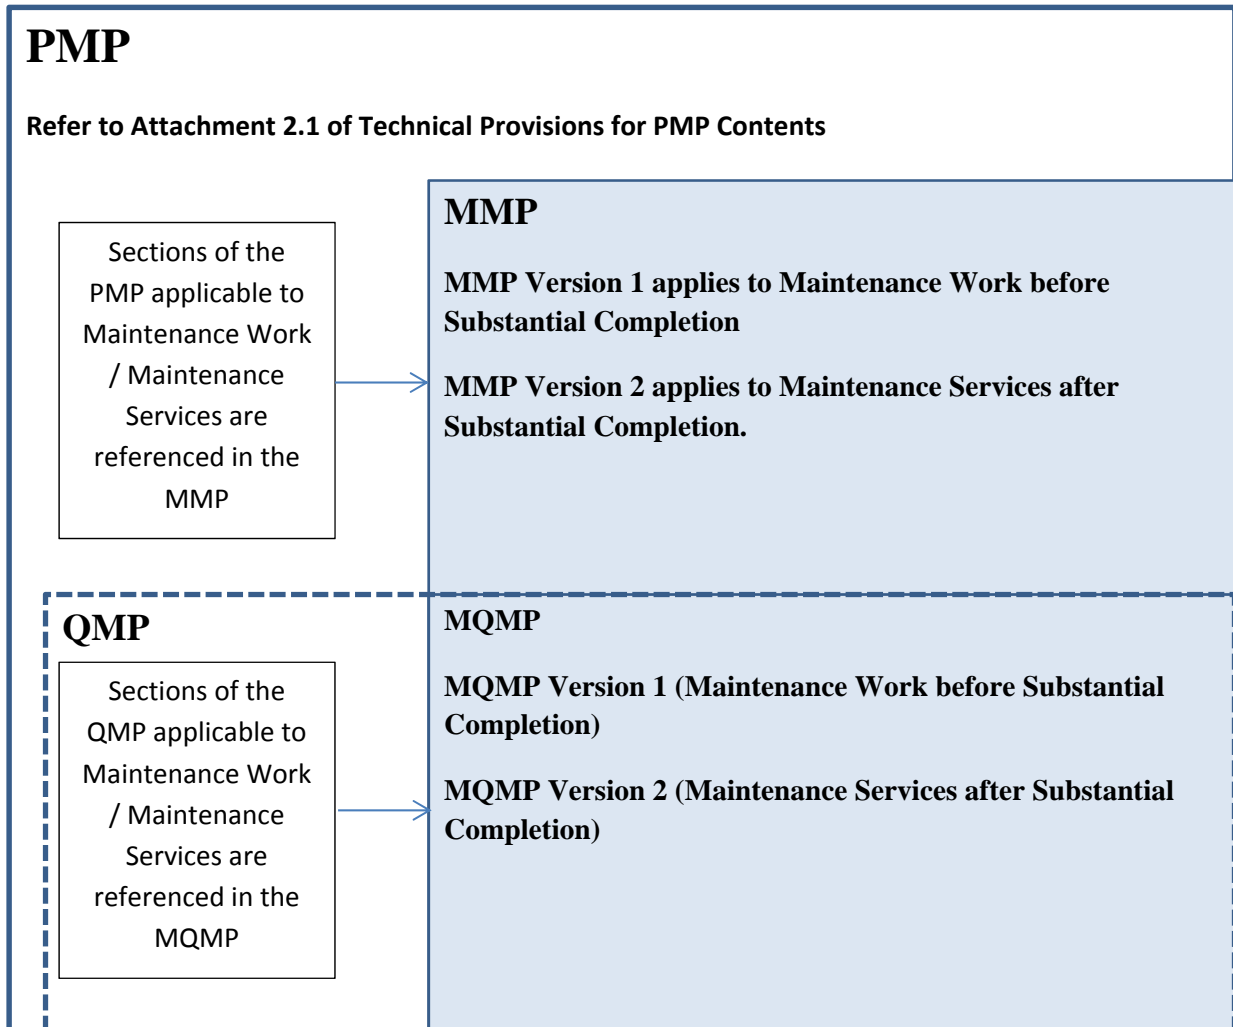 PMP
Refer to Attachment 2.1 of Technical Provisions for PMP Contents
Sections of the
PMP applicable to
Maintenance Work
/ Maintenance
Services are
referenced in the
MMP
MMP
MMP Version 1 applies to Maintenance Work before
Substantial Completion
MMP Version 2 applies to Maintenance Services after
Substantial Completion.
QMP
Sections of the
QMP applicable to
Maintenance Work
/ Maintenance
Services are
referenced in the
MQMP
MQMP
MQMP Version 1 (Maintenance Work before Substantial
Completion)
MQMP Version 2 (Maintenance Services after Substantial
Completion)